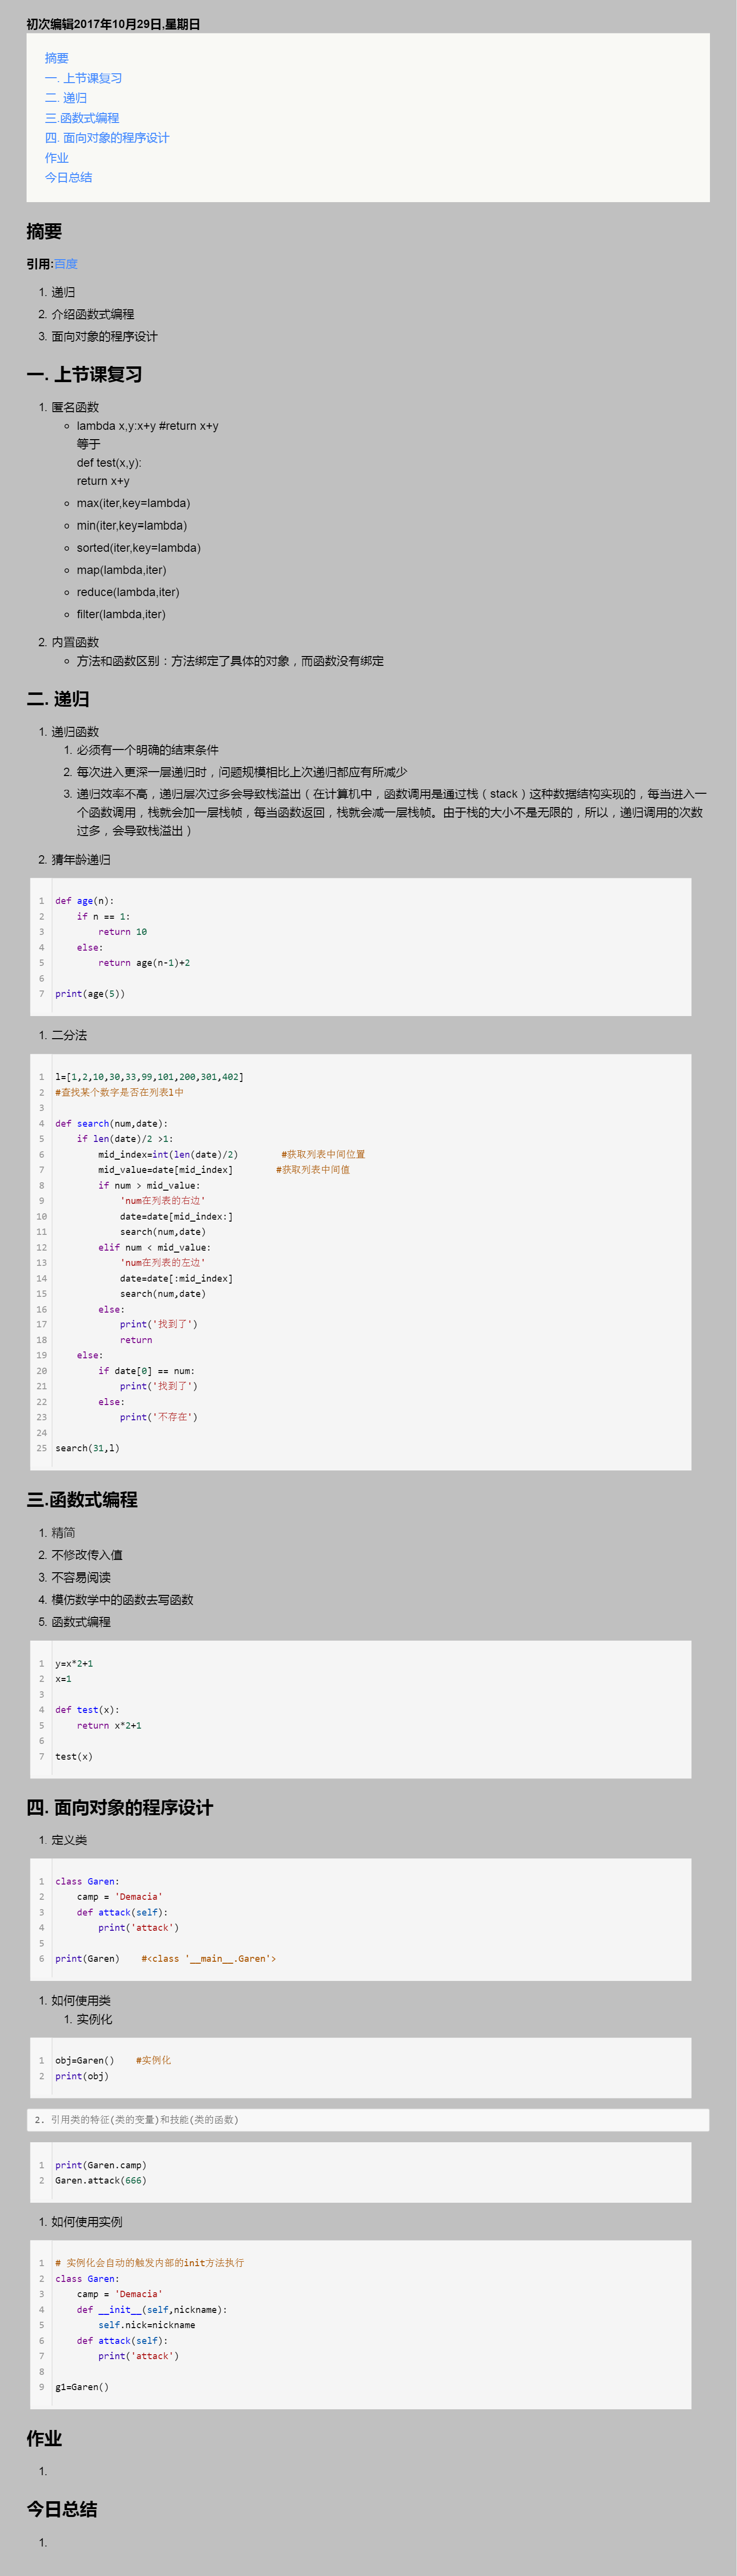 初次编辑2017年10月29日,星期日
摘要
一. 上节课复习
二. 递归
三.函数式编程
四. 面向对象的程序设计
作业
今日总结
摘要
引用:百度
1. 递归
2. 介绍函数式编程
3. 面向对象的程序设计
一. 上节课复习
1. 匿名函数
lambda x,y:x+y #return x+y
等于
def test(x,y):
return x+y
max(iter,key=lambda)
min(iter,key=lambda)
sorted(iter,key=lambda)
map(lambda,iter)
reduce(lambda,iter)
filter(lambda,iter)
2. 内置函数
方法和函数区别：方法绑定了具体的对象，而函数没有绑定
二. 递归
1. 递归函数
1. 必须有一个明确的结束条件
2. 每次进入更深一层递归时，问题规模相比上次递归都应有所减少
3. 递归效率不高，递归层次过多会导致栈溢出（在计算机中，函数调用是通过栈（stack）这种数据结构实现的，每当进入一
个函数调用，栈就会加一层栈帧，每当函数返回，栈就会减一层栈帧。由于栈的大小不是无限的，所以，递归调用的次数
过多，会导致栈溢出）
2. 猜年龄递归
1 def age(n):
2     if n == 1:
3         return 10
4     else:
5         return age(n-1)+2
6
7 print(age(5))
1. 二分法
1 l=[1,2,10,30,33,99,101,200,301,402]
2 #查找某个数字是否在列表l中
3
4 def search(num,date):
5     if len(date)/2 >1:
6         mid_index=int(len(date)/2)        #获取列表中间位置
7         mid_value=date[mid_index]        #获取列表中间值
8         if num > mid_value:
9             'num在列表的右边'
10             date=date[mid_index:]
11             search(num,date)
12         elif num < mid_value:
13             'num在列表的左边'
14             date=date[:mid_index]
15             search(num,date)
16         else:
17             print('找到了')
18             return
19     else:
20         if date[0] == num:
21             print('找到了')
22         else:
23             print('不存在')
24
25 search(31,l)
三.函数式编程
1. 精简
2. 不修改传入值
3. 不容易阅读
4. 模仿数学中的函数去写函数
5. 函数式编程
1 y=x*2+1
2 x=1
3
4 def test(x):
5     return x*2+1
6
7 test(x)
四. 面向对象的程序设计
1. 定义类
1 class Garen:
2     camp = 'Demacia'
3     def attack(self):
4         print('attack')
5
6 print(Garen)    #<class '__main__.Garen'>
1. 如何使用类
1. 实例化
1 obj=Garen()    #实例化
2 print(obj)
2. 引用类的特征(类的变量)和技能(类的函数)
1 print(Garen.camp)
2 Garen.attack(666)
1. 如何使用实例
1 # 实例化会自动的触发内部的init方法执行
2 class Garen:
3     camp = 'Demacia'
4     def __init__(self,nickname):
5         self.nick=nickname
6     def attack(self):
7         print('attack')
8
9 g1=Garen()
作业
1.
今日总结
1.